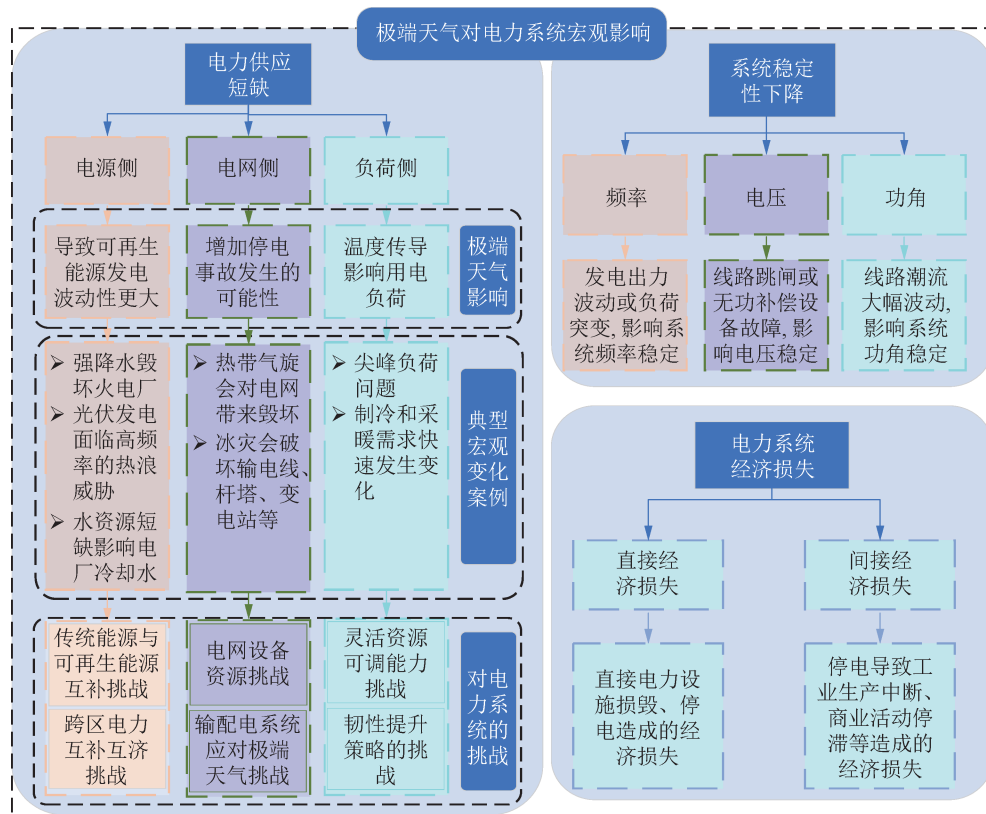 极端天气对电力系统宏观影响
电力供应
短缺
电源侧
电网侧
负荷侧
导致可再生
能源发电
波动性更大
增加停电
事故发生的
可能性
温度传导
影响用电
负荷
极端
天气
影响
➢ 强降水毁
坏火电厂
➢ 光伏发电
面临高频
率的热浪
威胁
➢ 水资源短
缺影响电
厂冷却水
➢ 热带气旋
会对电网
带来毁坏
➢ 冰灾会破
坏输电线、
杆塔、变
电站等
➢ 尖峰负荷
问题
➢ 制冷和采
暖需求快
速发生变
化
典型
宏观
变化
案例
传统能源与
可再生能源
互补挑战
跨区电力
互补互济
挑战
电网设备
资源挑战
输配电系统
应对极端
天气挑战
灵活资源
可调能力
挑战
韧性提升
策略的挑
战
对电
力系
统的
挑战
系统稳定
性下降
频率
电压
功角
发电出力
波动或负荷
突变, 影响系
统频率稳定
线路跳闸或
无功补偿设
备故障, 影
响电压稳定
线路潮流
大幅波动,
影响系统
功角稳定
电力系统
经济损失
直接经
济损失
间接经
济损失
直接电力设
施损毁、停
电造成的经
济损失
停电导致工
业生产中断、
商业活动停
滞等造成的
经济损失